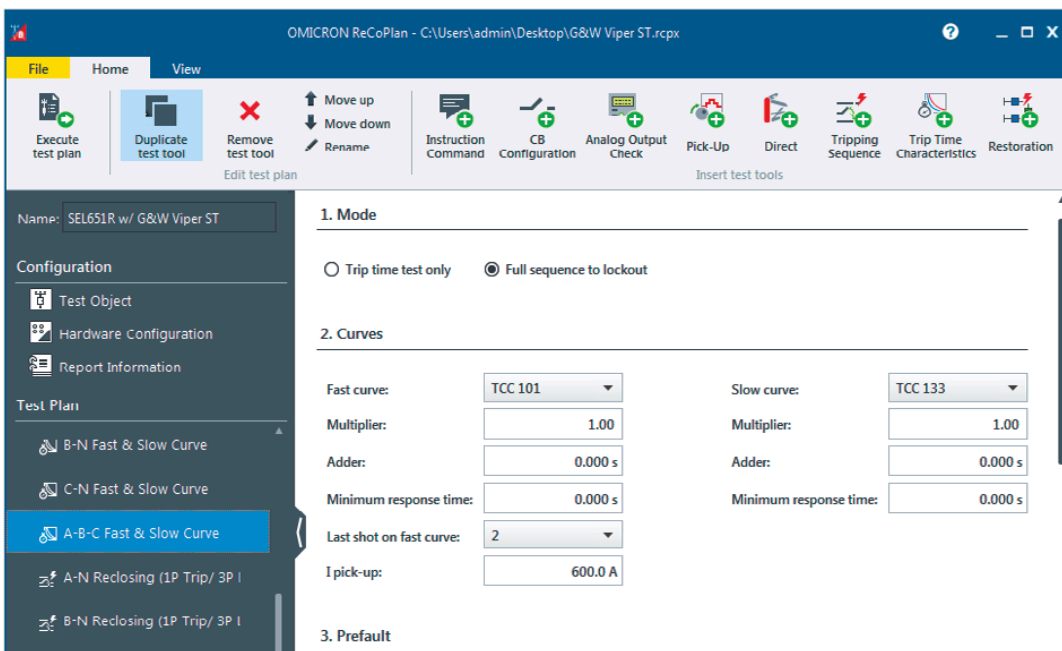 OMICRON ReCoPlan - C:\Users\admin\Desktop\G&W Viper ST.rcpx
File Home View
Execute test plan
Duplicate test tool
Remove test tool
Move up
Move down
Rename
Edit test plan
Instruction Command
CB Configuration
Analog Output Check
Pick-Up
Direct
Tripping Sequence
Trip Time Characteristics
Restoration
Insert test tools
Name: SEL651R w/ G&W Viper ST
Configuration
Test Object
Hardware Configuration
Report Information
Test Plan
B-N Fast & Slow Curve
C-N Fast & Slow Curve
A-B-C Fast & Slow Curve
A-N Reclosing (1P Trip/ 3P
B-N Reclosing (1P Trip/ 3P
1. Mode
Trip time test only Full sequence to lockout
2. Curves
Fast curve: TCC 101 Slow curve: TCC 133
Multiplier: 1.00 Multiplier: 1.00
Adder: 0.000 s Adder: 0.000 s
Minimum response time: 0.000 s Minimum response time: 0.000 s
Last shot on fast curve: 2
I pick-up: 600.0 A
3. Prefault